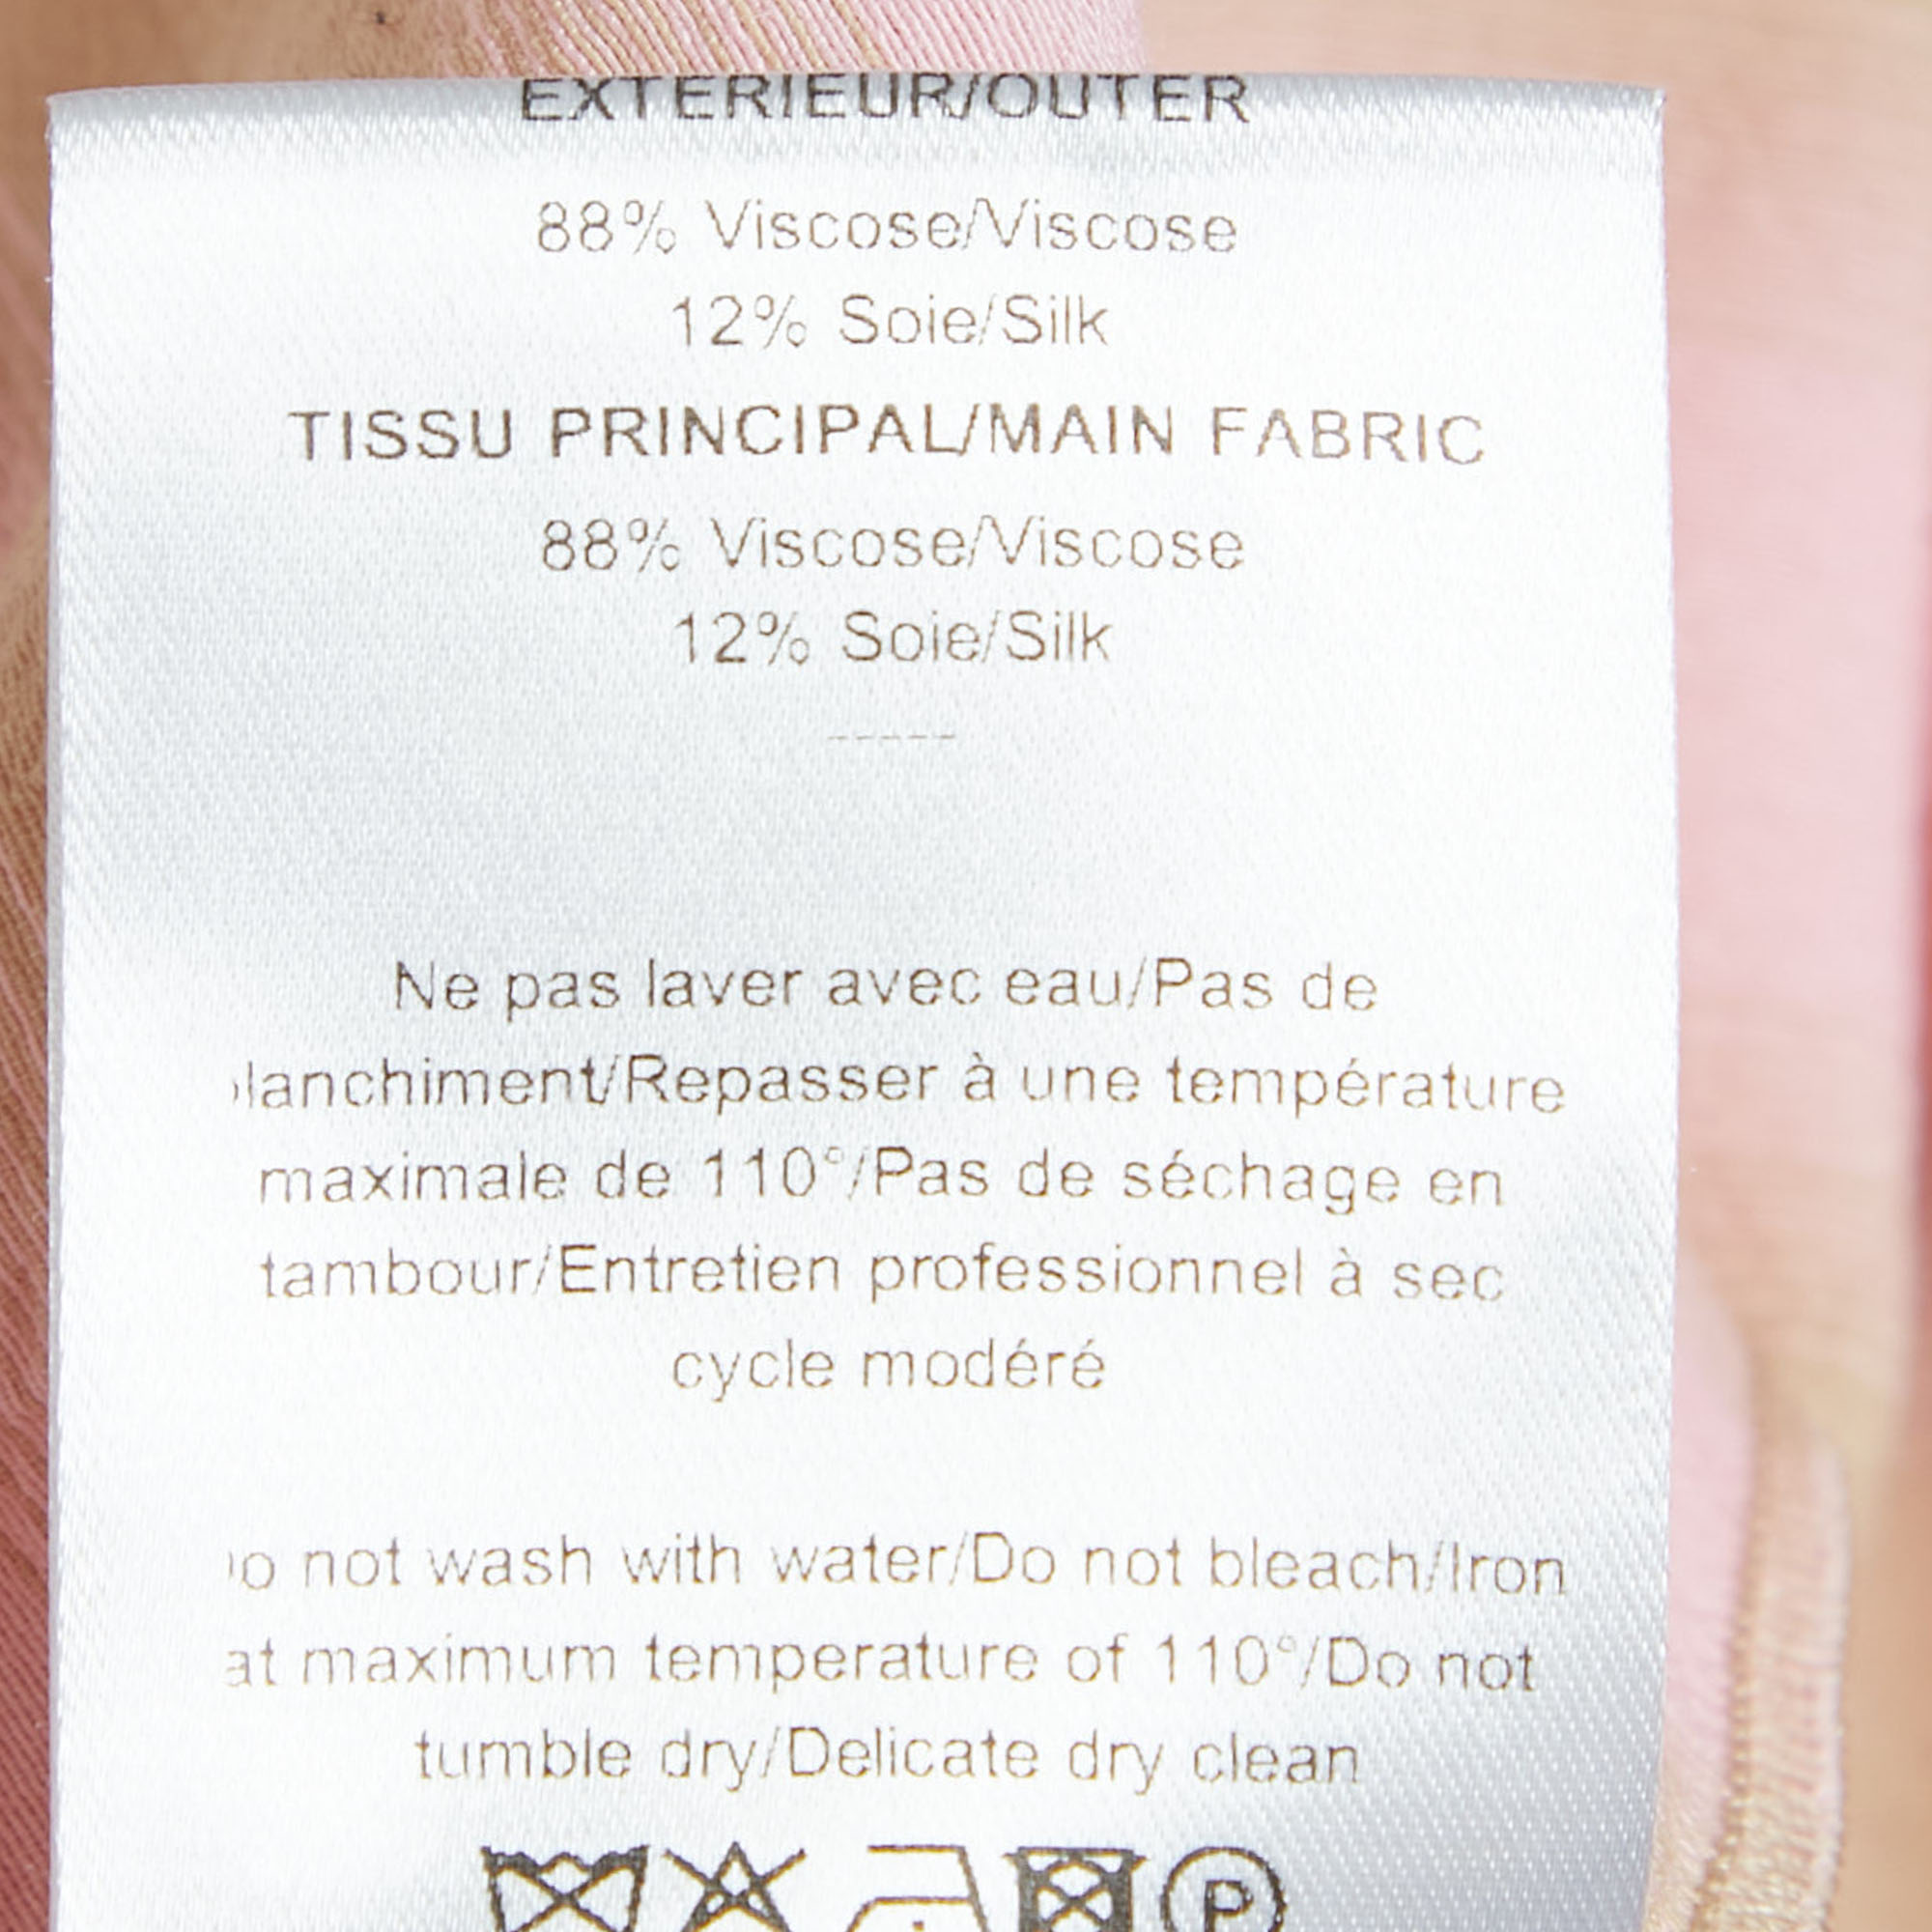 EXTERIEUR/OUTER
88% Viscose/Viscose
12% Soie/Silk
TISSU PRINCIPAL/MAIN FABRIC
88% Viscose/Viscose
12% Soie/Silk
-----
Ne pas laver avec eau/Pas de
lanchiment/Repasser à une température
maximale de 110°/Pas de séchage en
tambour/Entretien professionnel à sec
cycle modéré
o not wash with water/Do not bleach/Iron
at maximum temperature of 110°/Do not
tumble dry/Delicate dry clean
P